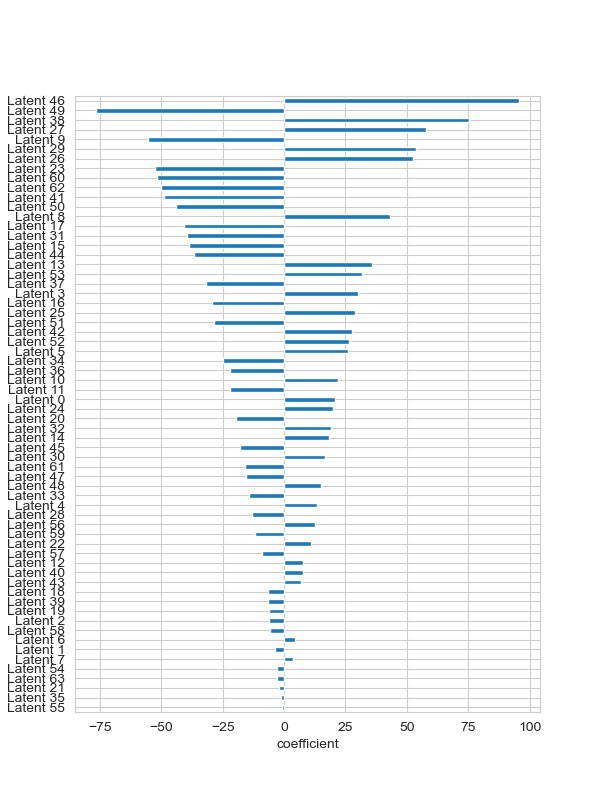 Latent 46
Latent 49
Latent 38
Latent 27
Latent 9
Latent 29
Latent 26
Latent 23
Latent 60
Latent 62
Latent 41
Latent 50
Latent 8
Latent 17
Latent 31
Latent 15
Latent 44
Latent 13
Latent 53
Latent 37
Latent 3
Latent 16
Latent 25
Latent 51
Latent 42
Latent 52
Latent 5
Latent 34
Latent 36
Latent 10
Latent 11
Latent 0
Latent 24
Latent 20
Latent 32
Latent 14
Latent 45
Latent 30
Latent 61
Latent 47
Latent 48
Latent 33
Latent 4
Latent 28
Latent 56
Latent 59
Latent 22
Latent 57
Latent 12
Latent 40
Latent 43
Latent 18
Latent 39
Latent 19
Latent 2
Latent 58
Latent 6
Latent 1
Latent 7
Latent 54
Latent 63
Latent 21
Latent 35
Latent 55
−75 −50 −25 0 25 50 75 100
coefficient